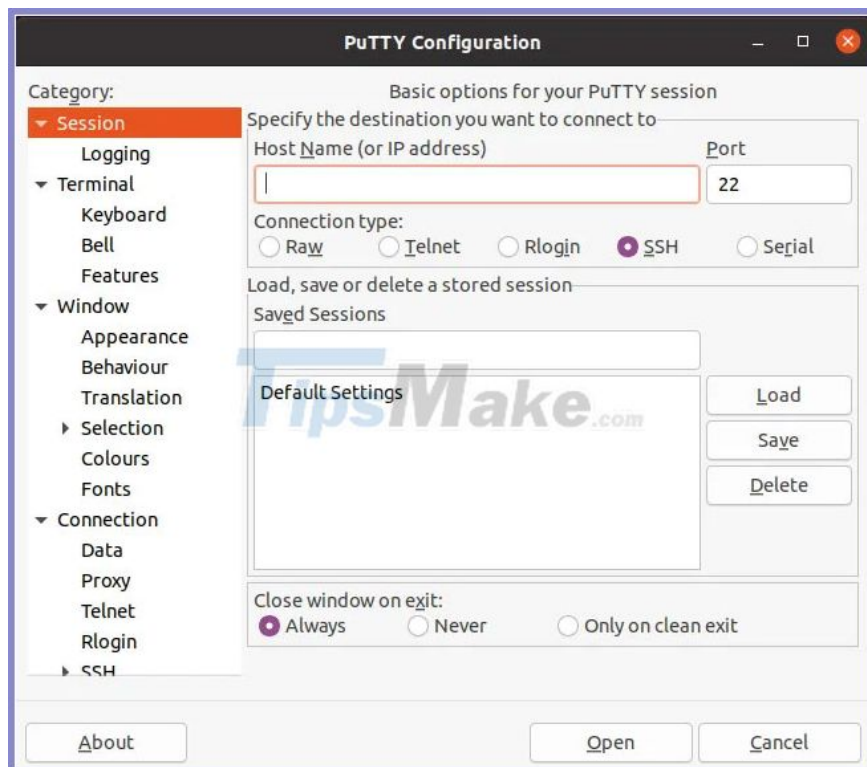 PuTTY Configuration
Category:
Session
Logging
Terminal
Keyboard
Bell
Features
Window
Appearance
Behaviour
Translation
Selection
Colours
Fonts
Connection
Data
Proxy
Telnet
Rlogin
SSH
Basic options for your PuTTY session
Specify the destination you want to connect to
Host Name (or IP address) Port
22
Connection type:
Raw Telnet Rlogin SSH Serial
Load, save or delete a stored session
Saved Sessions
Default Settings
Load
Save
Delete
TipsMake.com
Close window on exit:
Always Never Only on clean exit
About Open Cancel